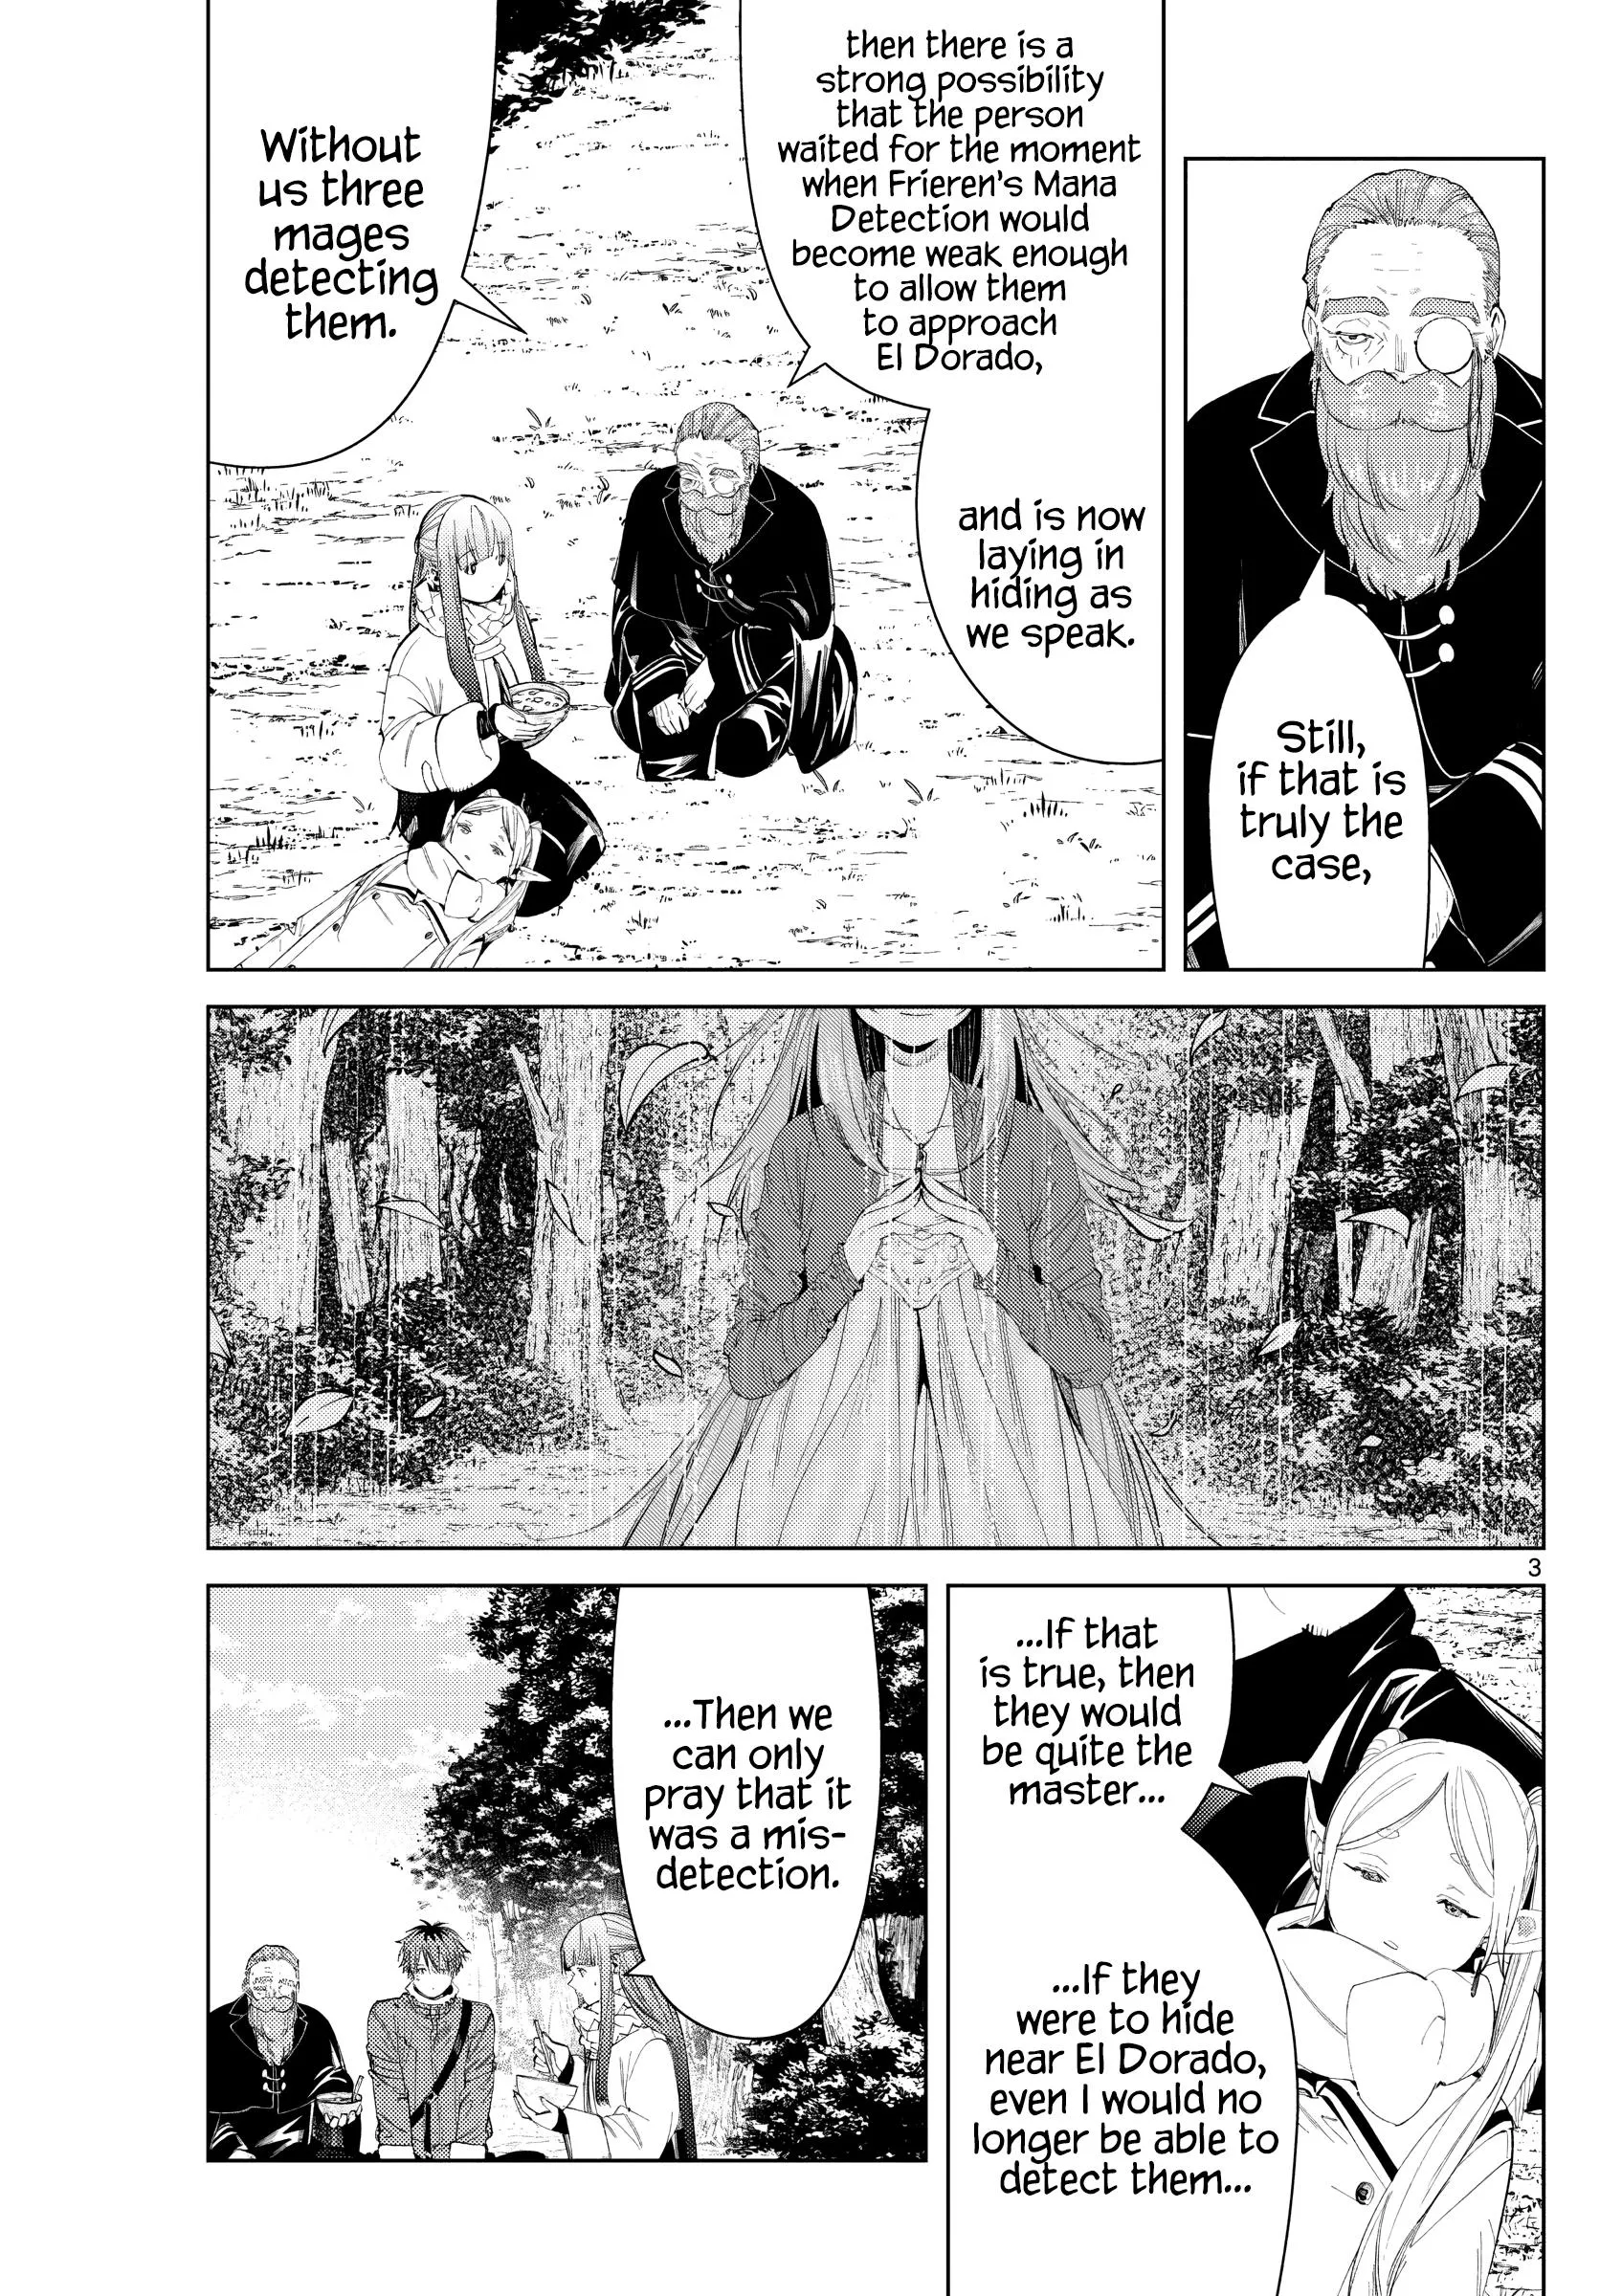 Still,
if that is
truly the
case,
then there is a
strong possibility
that the person
waited for the moment
when Frieren's Mana
Detection would
become weak enough
to allow them
to approach
El Dorado,
and is now
laying in
hiding as
we speak.
Without
us three
mages
detecting
them.
3
...If that
is true, then
they would
be quite the
master...
...If they
were to hide
near El Dorado,
even I would no
longer be able to
detect them...
...Then we
can only
pray that it
was a mis-
detection.